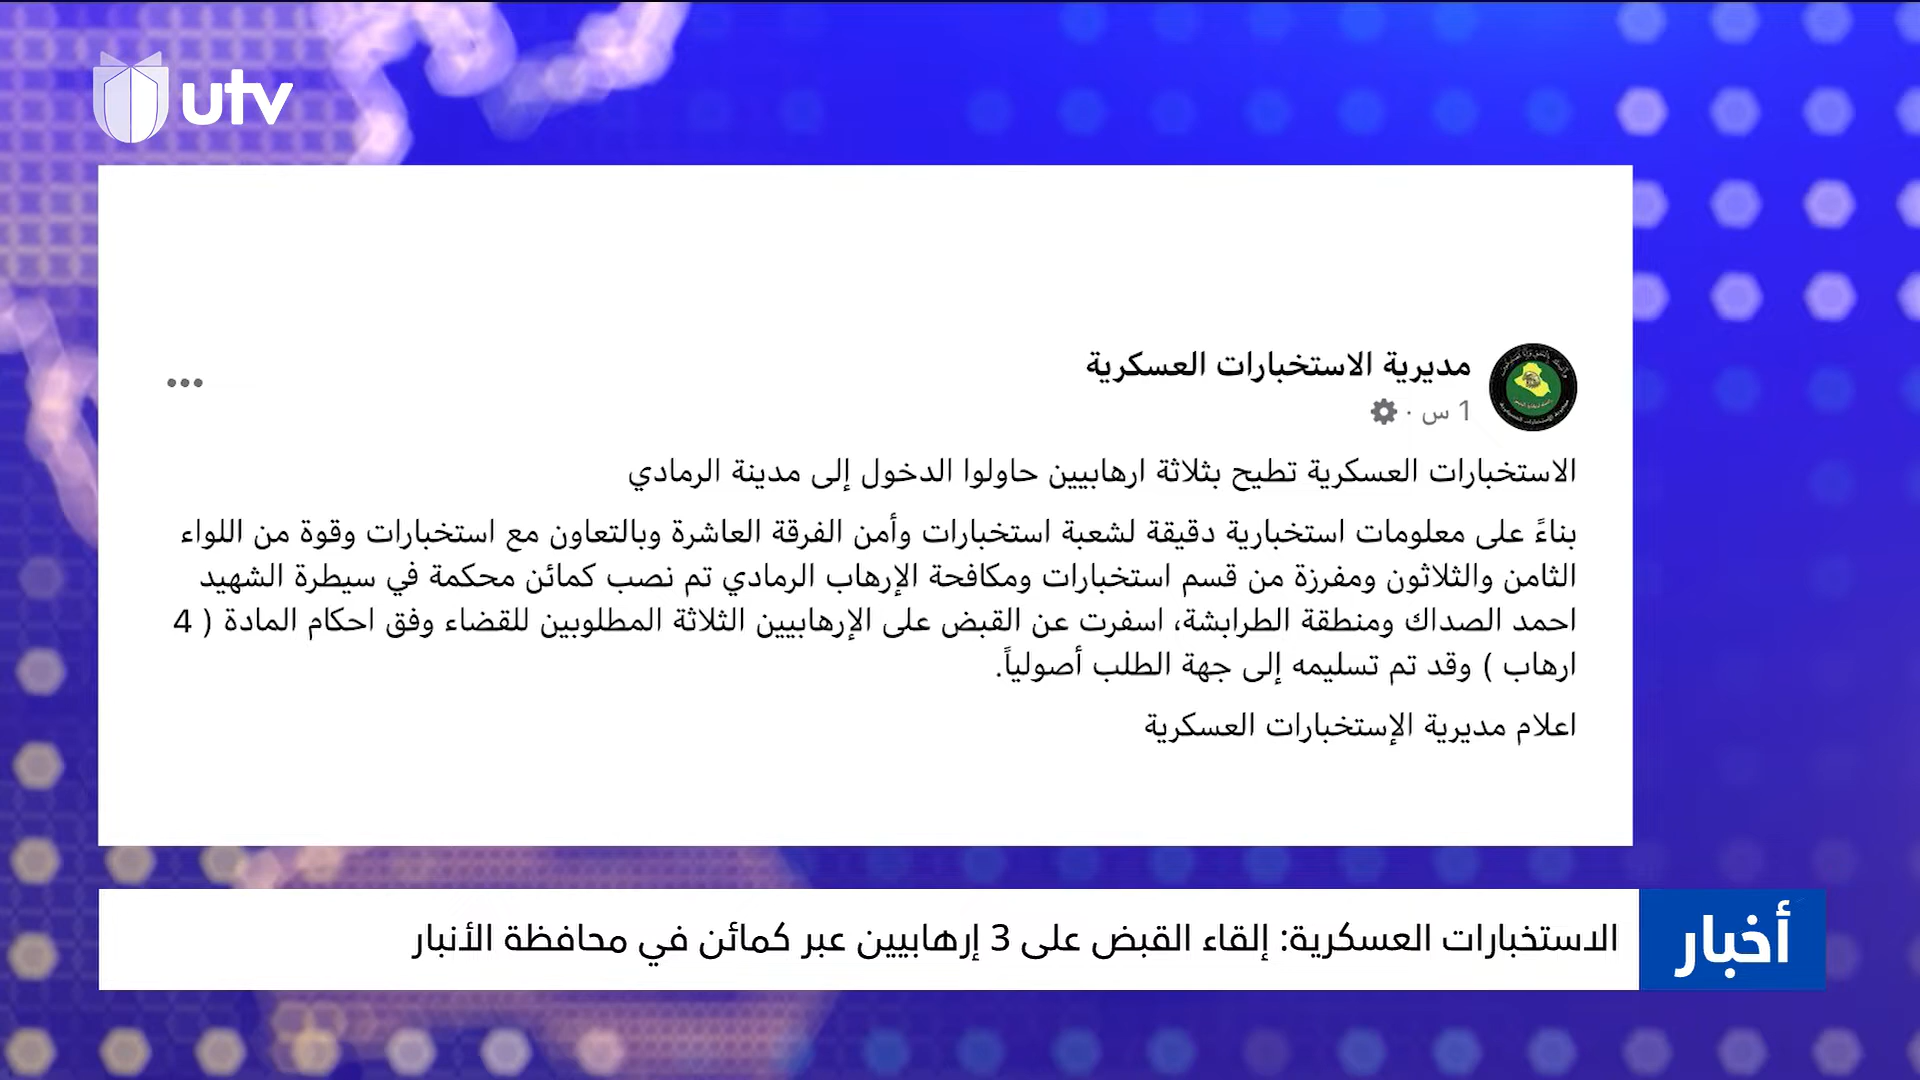 utv
مديرية الاستخبارات العسكرية
1 س ·
الاستخبارات العسكرية تطيح بثلاثة ارهابيين حاولوا الدخول إلى مدينة الرمادي
بناءً على معلومات استخبارية دقيقة لشعبة استخبارات وأمن الفرقة العاشرة وبالتعاون مع استخبارات وقوة من اللواء
الثامن والثلاثون ومفرزة من قسم استخبارات ومكافحة الإرهاب الرمادي تم نصب كمائن محكمة في سيطرة الشهيد
احمد الصداك ومنطقة الطرابشة، اسفرت عن القبض على الإرهابيين الثلاثة المطلوبين للقضاء وفق احكام المادة ( 4
ارهاب ) وقد تم تسليمه إلى جهة الطلب أصولياً.
اعلام مديرية الإستخبارات العسكرية
أخبار
الاستخبارات العسكرية: إلقاء القبض على 3 إرهابيين عبر كمائن في محافظة الأنبار